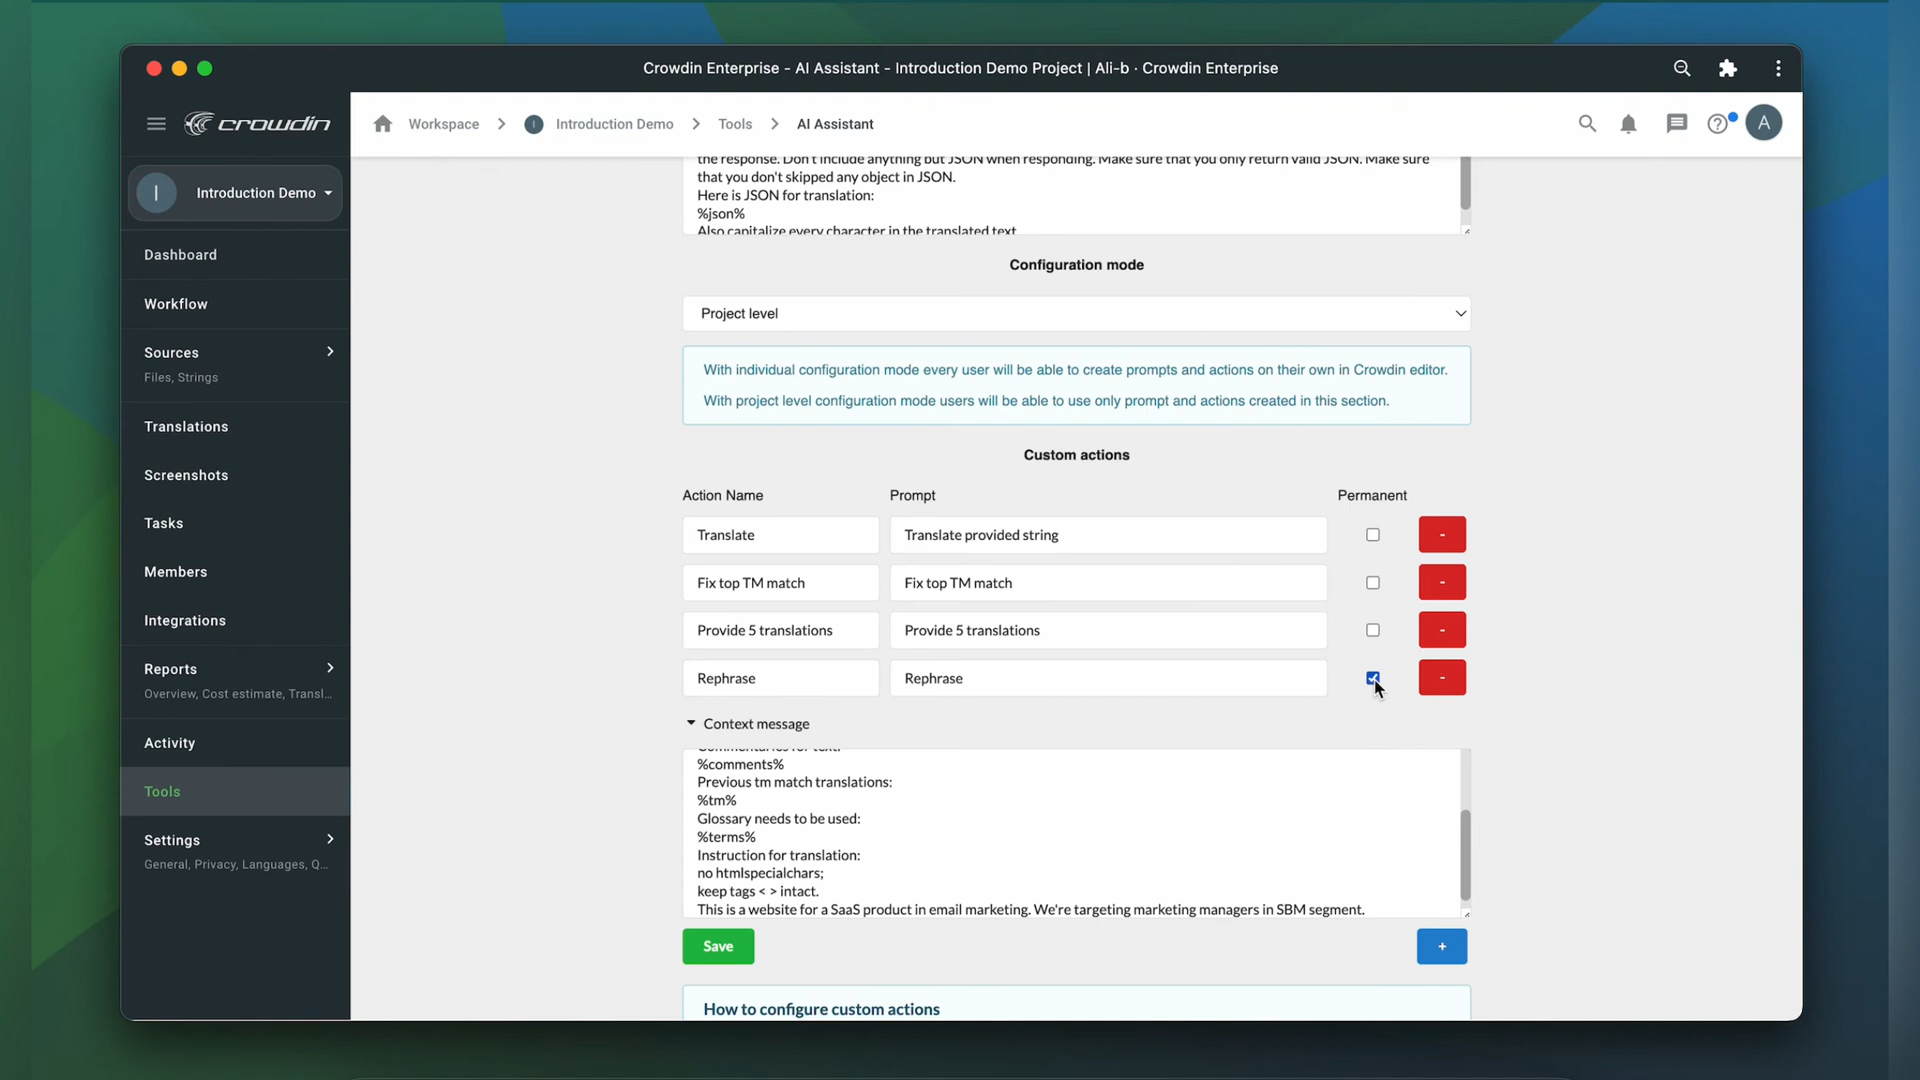 Crowdin Enterprise - AI Assistant - Introduction Demo Project | Ali-b · Crowdin Enterprise
crowdin
Workspace > I Introduction Demo > Tools > AI Assistant
A
I Introduction Demo
Dashboard
Workflow
Sources
Files, Strings
Translations
Screenshots
Tasks
Members
Integrations
Reports
Overview, Cost estimate, Transl...
Activity
Tools
Settings
General, Privacy, Languages, Q...
the response. Don't include anything but JSON when responding. Make sure that you only return valid JSON. Make sure
that you don't skipped any object in JSON.
Here is JSON for translation:
%json%
Also capitalize every character in the translated text
Configuration mode
Project level
With individual configuration mode every user will be able to create prompts and actions on their own in Crowdin editor.
With project level configuration mode users will be able to use only prompt and actions created in this section.
Custom actions
Action Name Prompt Permanent
Translate Translate provided string -
Fix top TM match Fix top TM match -
Provide 5 translations Provide 5 translations -
Rephrase Rephrase -
Context message
Commentaries for text:
%comments%
Previous tm match translations:
%tm%
Glossary needs to be used:
%terms%
Instruction for translation:
no htmlspecialchars;
keep tags < > intact.
This is a website for a SaaS product in email marketing. We're targeting marketing managers in SBM segment.
Save +
How to configure custom actions